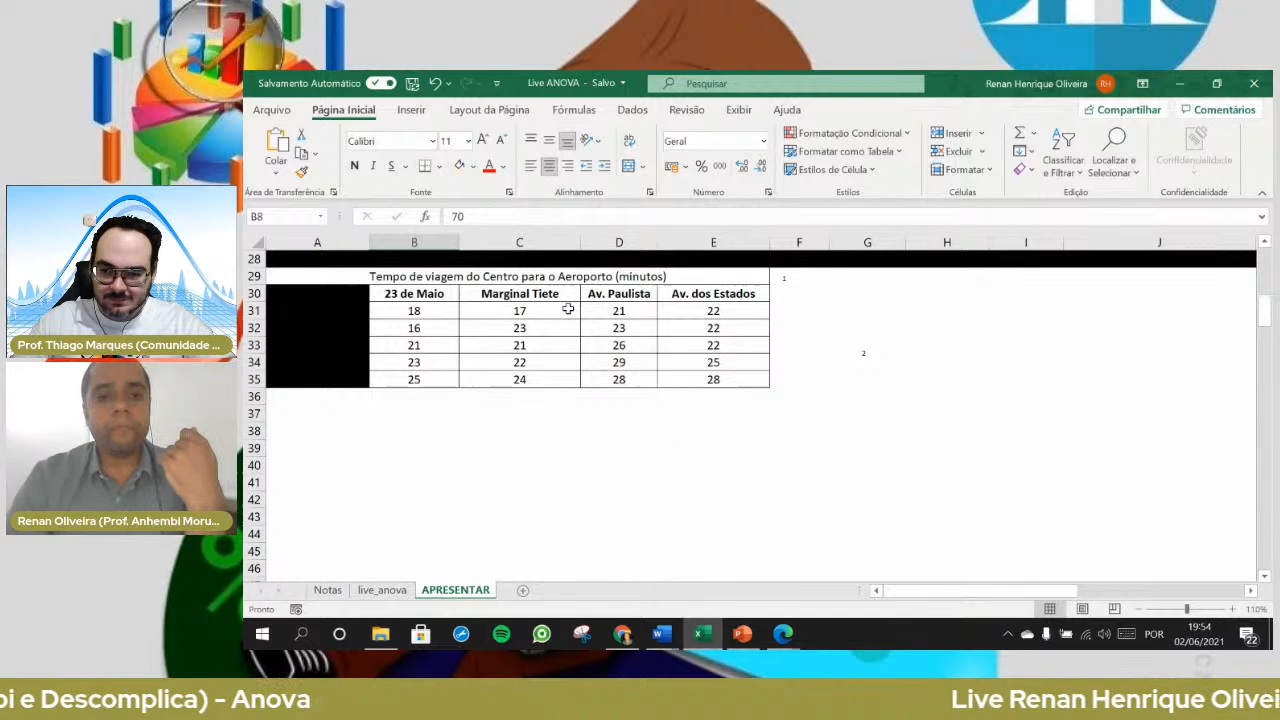 Salvamento Automático
Live ANOVA - Salvo
Pesquisar
Renan Henrique Oliveira RH
Arquivo Página Inicial Inserir Layout da Página Fórmulas Dados Revisão Exibir Ajuda
Compartilhar Comentários
Colar
Calibri 11
N I S
Geral
% 000
Formatação Condicional
Formatar como Tabela
Estilos de Célula
Inserir
Excluir
Formatar
Classificar e Filtrar
Localizar e Selecionar
Confidencialidade
Área de Transferência Fonte Alinhamento Número Estilos Células Edição Confidencialidade
B8 fx 70
A B C D E F G H I J
28
29 Tempo de viagem do Centro para o Aeroporto (minutos) 1
30 23 de Maio Marginal Tiete Av. Paulista Av. dos Estados
31 18 17 21 22
32 16 23 23 22
33 21 21 26 22 2
34 23 22 29 25
35 25 24 28 28
36
37
38
39
40
41
42
43
44
45
46
Notas live_anova APRESENTAR
Pronto 110%
POR 19:54
02/06/2021 22
Prof. Thiago Marques (Comunidade ...
Renan Oliveira (Prof. Anhembi Moru...
oi e Descomplica) - Anova
Live Renan Henrique Olivei